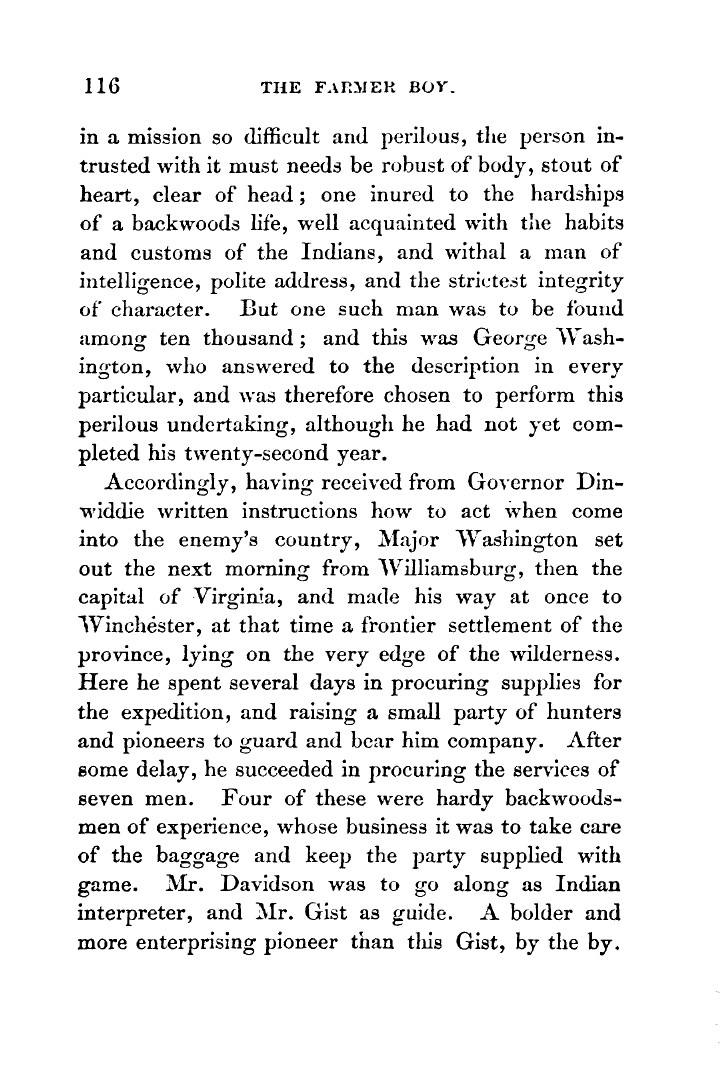 116 THE FARMER BOY.
in a mission so difficult and perilous, the person in-
trusted with it must needs be robust of body, stout of
heart, clear of head ; one inured to the hardships
of a backwoods life, well acquainted with the habits
and customs of the Indians, and withal a man of
intelligence, polite address, and the strictest integrity
of character. But one such man was to be found
among ten thousand ; and this was George Wash-
ington, who answered to the description in every
particular, and was therefore chosen to perform this
perilous undertaking, although he had not yet com-
pleted his twenty-second year.
Accordingly, having received from Governor Din-
widdie written instructions how to act when come
into the enemy's country, Major Washington set
out the next morning from Williamsburg, then the
capital of Virginia, and made his way at once to
Winchester, at that time a frontier settlement of the
province, lying on the very edge of the wilderness.
Here he spent several days in procuring supplies for
the expedition, and raising a small party of hunters
and pioneers to guard and bear him company. After
some delay, he succeeded in procuring the services of
seven men. Four of these were hardy backwoods-
men of experience, whose business it was to take care
of the baggage and keep the party supplied with
game. Mr. Davidson was to go along as Indian
interpreter, and Mr. Gist as guide. A bolder and
more enterprising pioneer than this Gist, by the by.